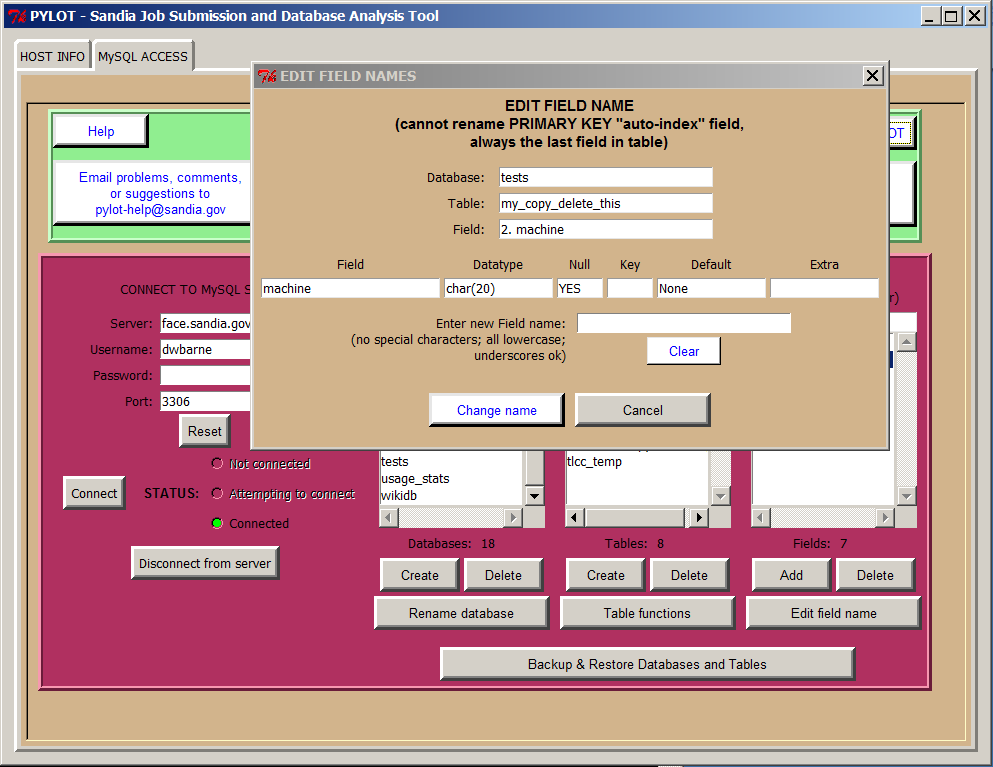 PYLOT - Sandia Job Submission and Database Analysis Tool
HOST INFO
MySQL ACCESS
EDIT FIELD NAMES
Help
OT
Email problems, comments,
or suggestions to
pylot-help@sandia.gov
EDIT FIELD NAME
(cannot rename PRIMARY KEY "auto-index" field,
always the last field in table)
Database: tests
Table: my_copy_delete_this
Field: 2. machine
Field Datatype Null Key Default Extra
machine char(20) YES None
Enter new Field name:
(no special characters; all lowercase;
underscores ok)
Clear
Change name
Cancel
CONNECT TO MySQL S
r)
Server: face.sandia.gov
Username: dwbarne
Password:
Port: 3306
Reset
Not connected
STATUS: Attempting to connect
Connected
Connect
Disconnect from server
tests
usage_stats
wikidb
tlcc_temp
Databases: 18
Tables: 8
Fields: 7
Create Delete
Create Delete
Add Delete
Rename database
Table functions
Edit field name
Backup & Restore Databases and Tables